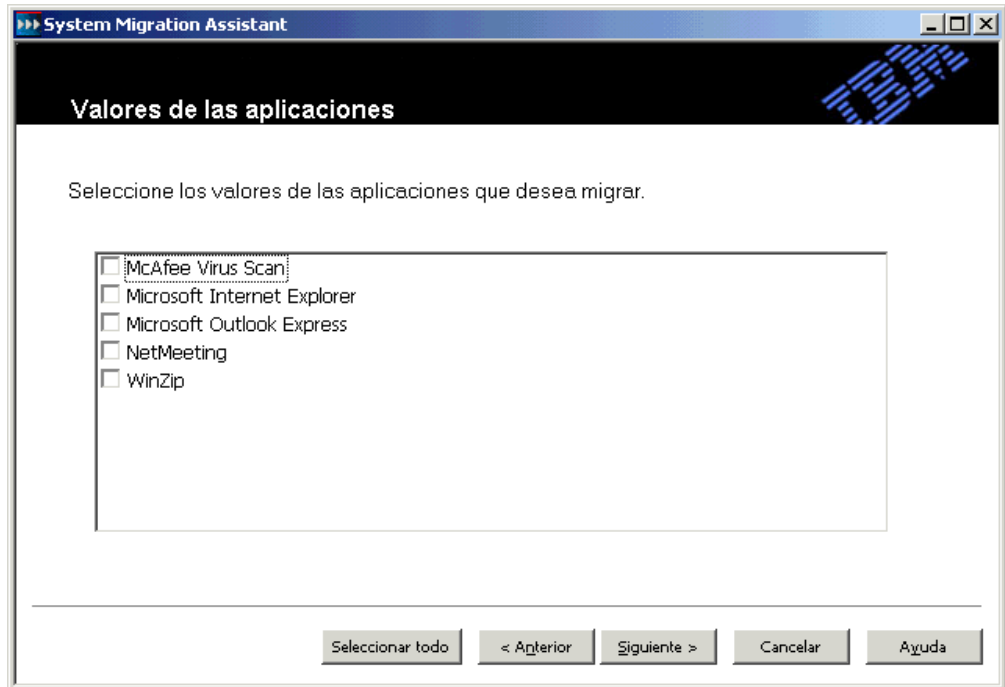 System Migration Assistant
IBM
Valores de las aplicaciones
Seleccione los valores de las aplicaciones que desea migrar.
McAfee Virus Scan
Microsoft Internet Explorer
Microsoft Outlook Express
NetMeeting
WinZip
Seleccionar todo
< Anterior
Siguiente >
Cancelar
Ayuda